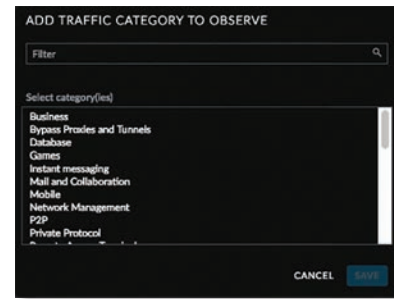 ADD TRAFFIC CATEGORY TO OBSERVE
Filter
Select category(ies)
Business
Bypass Proxies and Tunnels
Database
Games
Instant messaging
Mail and Collaboration
Mobile
Network Management
P2P
Private Protocol
CANCEL
SAVE